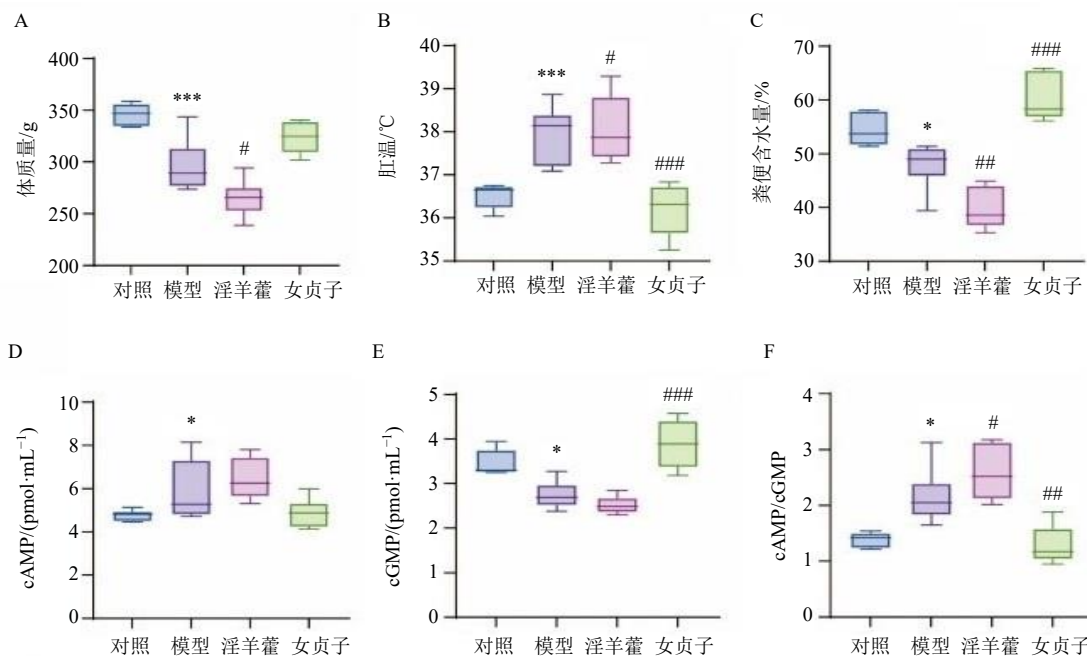 A
体质量/g
400
350
300
250
200
***
#
对照 模型 淫羊藿 女贞子
B
肛温/℃
40
39
38
37
36
35
***
#
###
对照 模型 淫羊藿 女贞子
C
粪便含水量/%
70
60
50
40
30
*
##
###
对照 模型 淫羊藿 女贞子
D
cAMP/(pmol·mL⁻¹)
10
8
6
4
2
0
*
对照 模型 淫羊藿 女贞子
E
cGMP/(pmol·mL⁻¹)
5
4
3
2
1
0
*
###
对照 模型 淫羊藿 女贞子
F
cAMP/cGMP
4
3
2
1
0
*
#
##
对照 模型 淫羊藿 女贞子